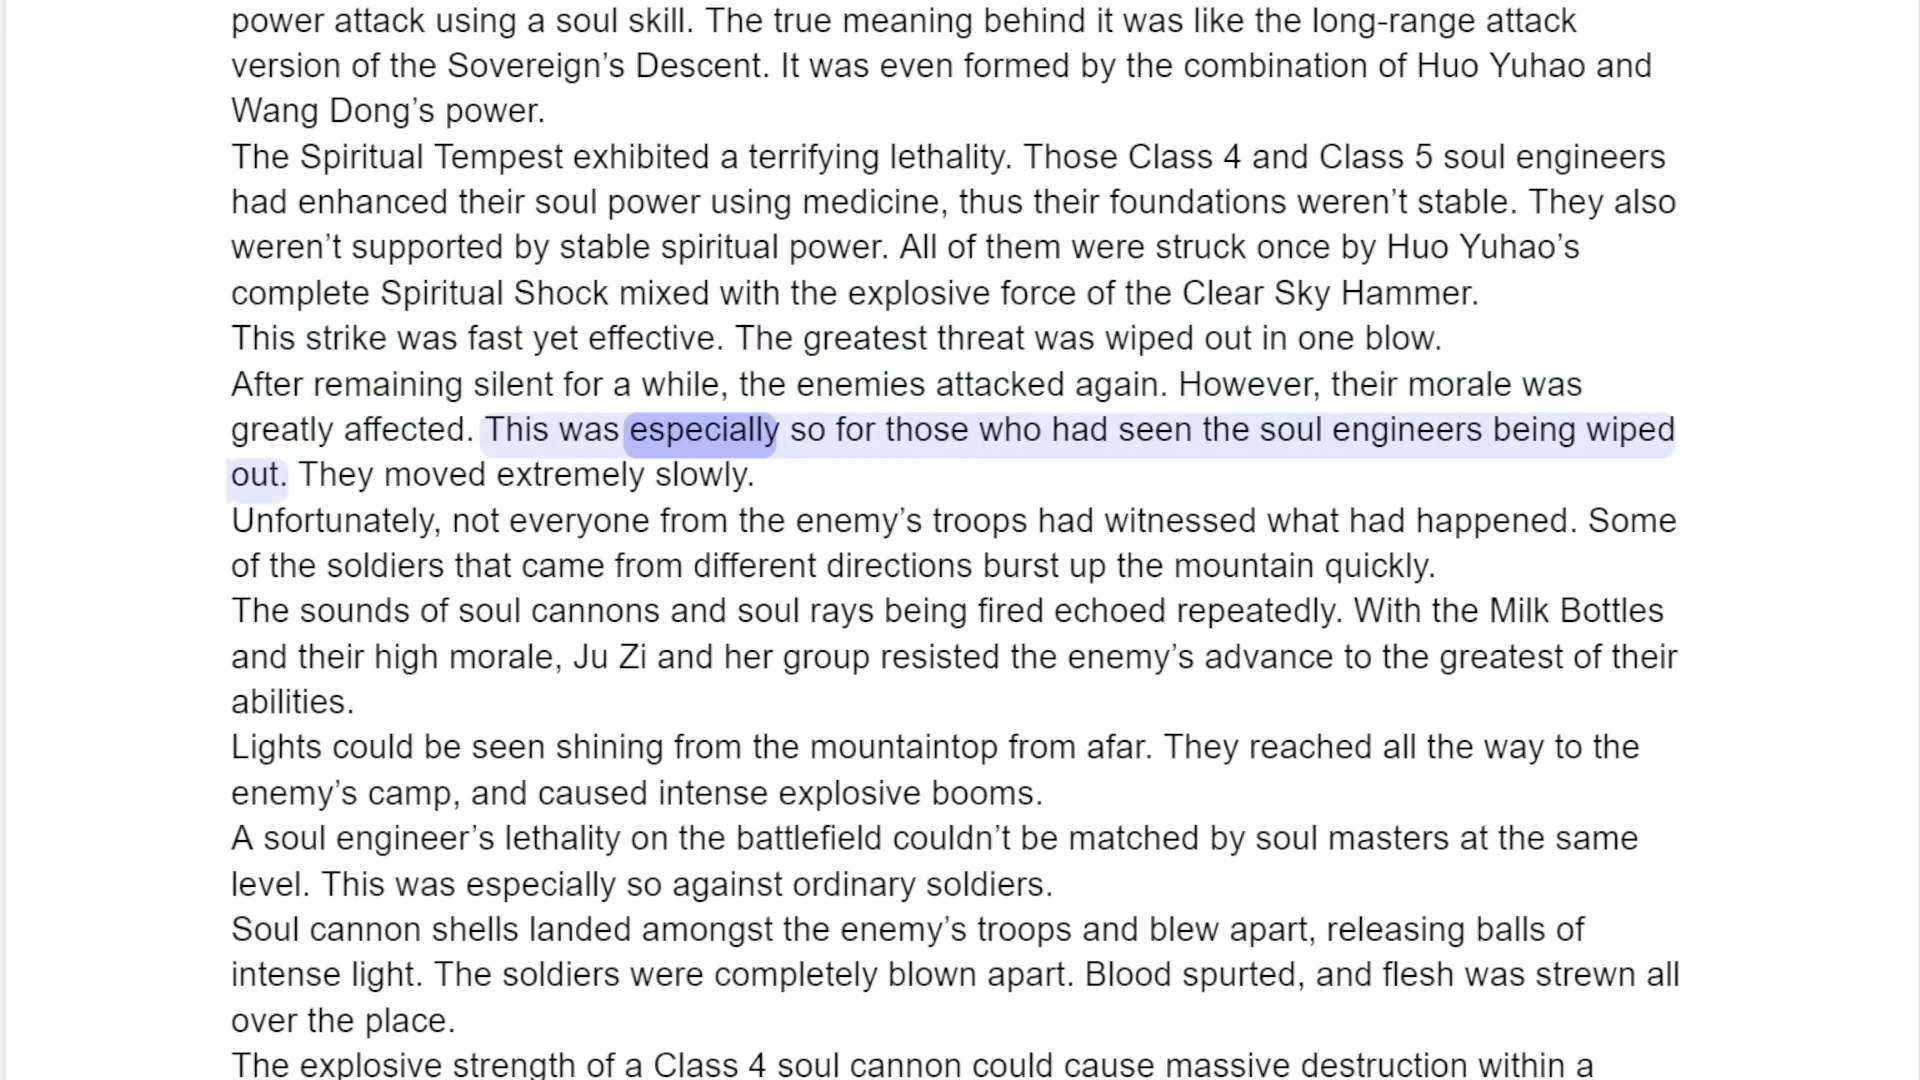 power attack using a soul skill. The true meaning behind it was like the long-range attack
version of the Sovereign’s Descent. It was even formed by the combination of Huo Yuhao and
Wang Dong’s power.
The Spiritual Tempest exhibited a terrifying lethality. Those Class 4 and Class 5 soul engineers
had enhanced their soul power using medicine, thus their foundations weren’t stable. They also
weren’t supported by stable spiritual power. All of them were struck once by Huo Yuhao’s
complete Spiritual Shock mixed with the explosive force of the Clear Sky Hammer.
This strike was fast yet effective. The greatest threat was wiped out in one blow.
After remaining silent for a while, the enemies attacked again. However, their morale was
greatly affected. This was especially so for those who had seen the soul engineers being wiped
out. They moved extremely slowly.
Unfortunately, not everyone from the enemy’s troops had witnessed what had happened. Some
of the soldiers that came from different directions burst up the mountain quickly.
The sounds of soul cannons and soul rays being fired echoed repeatedly. With the Milk Bottles
and their high morale, Ju Zi and her group resisted the enemy’s advance to the greatest of their
abilities.
Lights could be seen shining from the mountaintop from afar. They reached all the way to the
enemy’s camp, and caused intense explosive booms.
A soul engineer’s lethality on the battlefield couldn’t be matched by soul masters at the same
level. This was especially so against ordinary soldiers.
Soul cannon shells landed amongst the enemy’s troops and blew apart, releasing balls of
intense light. The soldiers were completely blown apart. Blood spurted, and flesh was strewn all
over the place.
The explosive strength of a Class 4 soul cannon could cause massive destruction within a